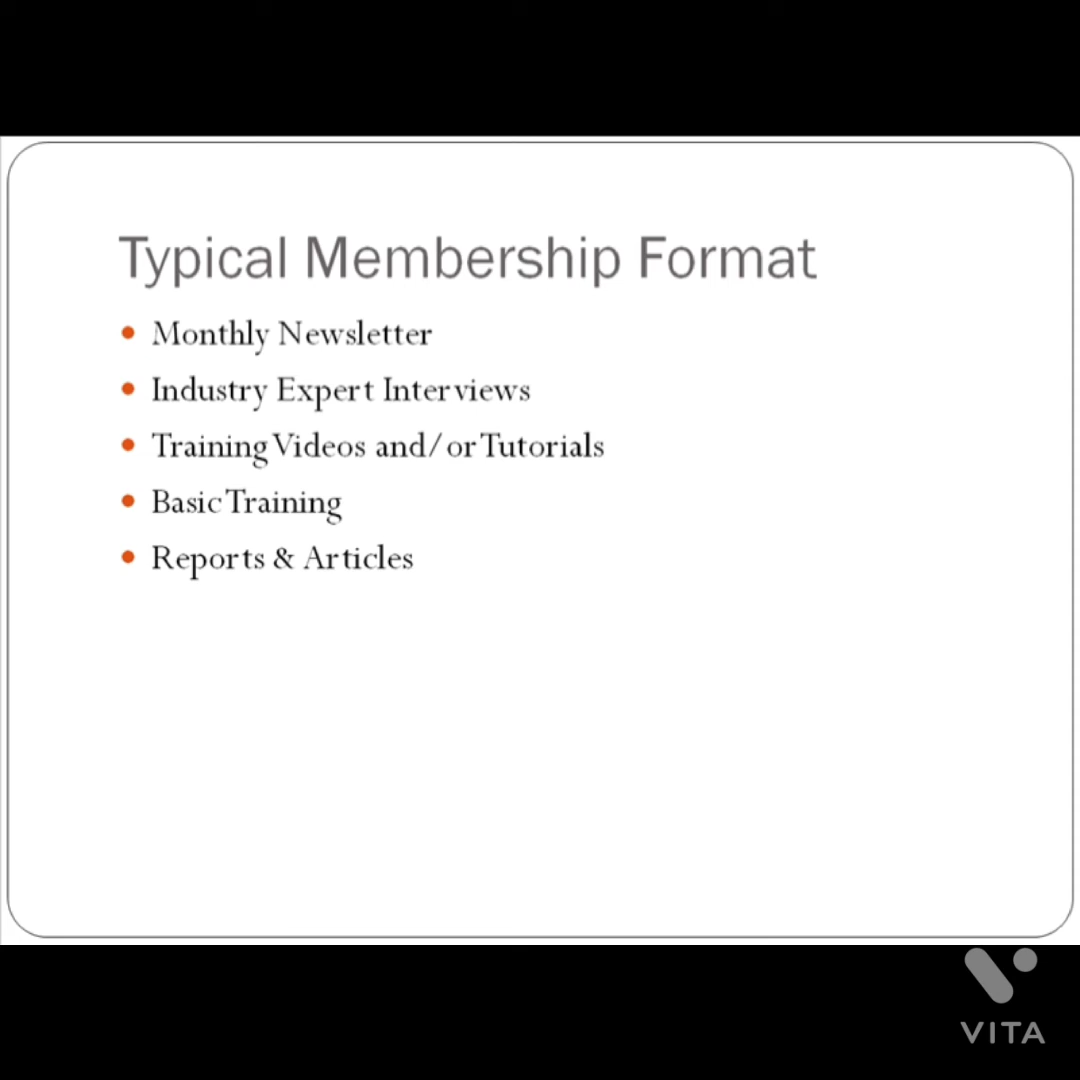 Typical Membership Format
• Monthly Newsletter
• Industry Expert Interviews
• Training Videos and/or Tutorials
• Basic Training
• Reports & Articles
VITA